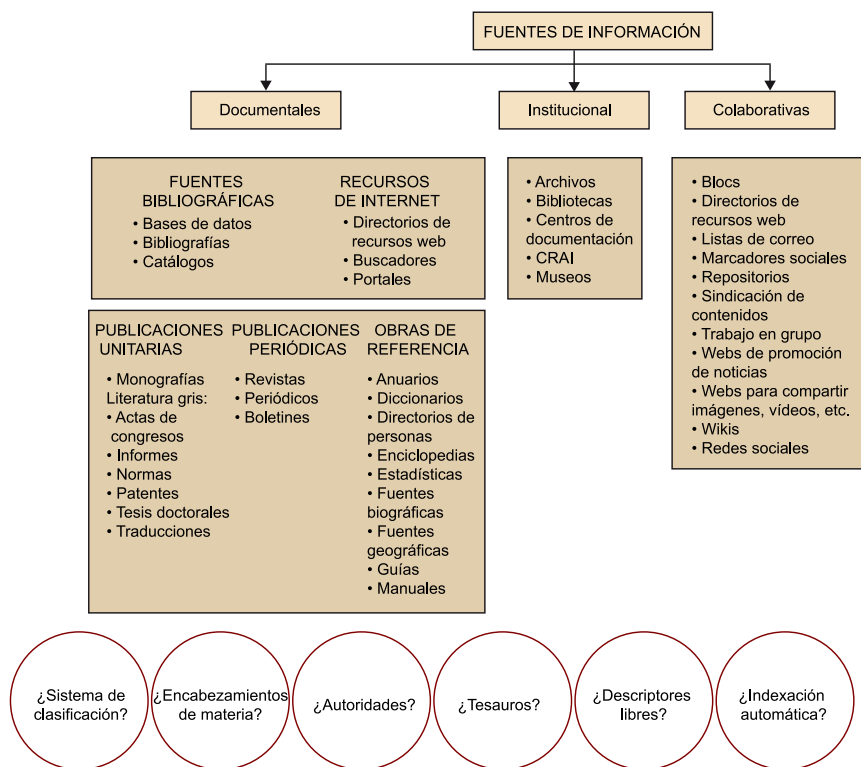 FUENTES DE INFORMACIÓN
Documentales
Institucional
Colaborativas
FUENTES
BIBLIOGRÁFICAS
• Bases de datos
• Bibliografías
• Catálogos
RECURSOS
DE INTERNET
• Directorios de
recursos web
• Buscadores
• Portales
• Archivos
• Bibliotecas
• Centros de
documentación
• CRAI
• Museos
• Blocs
• Directorios de
recursos web
• Listas de correo
• Marcadores sociales
• Repositorios
• Sindicación de
contenidos
• Trabajo en grupo
• Webs de promoción
de noticias
• Webs para compartir
imágenes, vídeos, etc.
• Wikis
• Redes sociales
PUBLICACIONES
UNITARIAS
• Monografías
Literatura gris:
• Actas de
congresos
• Informes
• Normas
• Patentes
• Tesis doctorales
• Traducciones
PUBLICACIONES
PERIÓDICAS
• Revistas
• Periódicos
• Boletines
OBRAS DE
REFERENCIA
• Anuarios
• Diccionarios
• Directorios de
personas
• Enciclopedias
• Estadísticas
• Fuentes
biográficas
• Fuentes
geográficas
• Guías
• Manuales
¿Sistema de
clasificación?
¿Encabezamientos
de materia?
¿Autoridades?
¿Tesauros?
¿Descriptores
libres?
¿Indexación
automática?